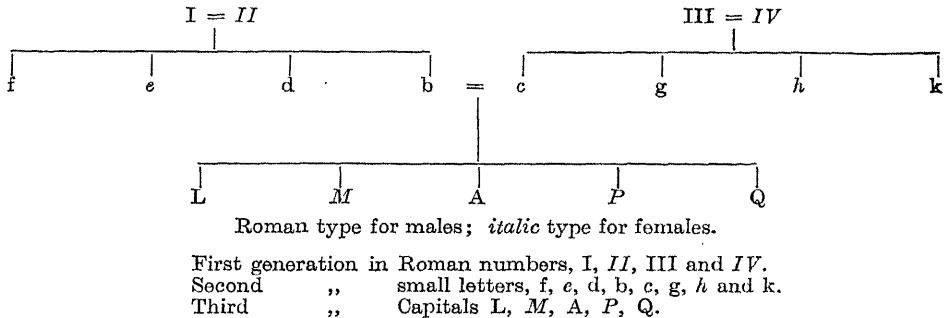 I = II III = IV
f e d b = c g h k
L M A P Q
Roman type for males; italic type for females.
First generation in Roman numbers, I, II, III and IV.
Second „ small letters, f, e, d, b, c, g, h and k.
Third „ Capitals L, M, A, P, Q.